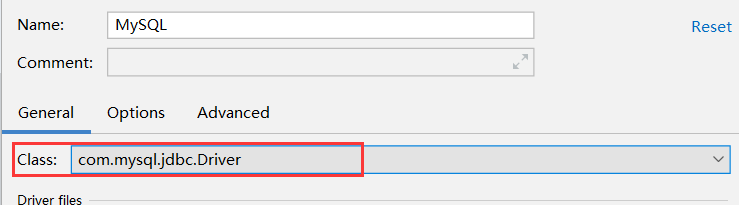 Name: MySQL Reset
Comment:
General Options Advanced
Class: com.mysql.jdbc.Driver
Driver files